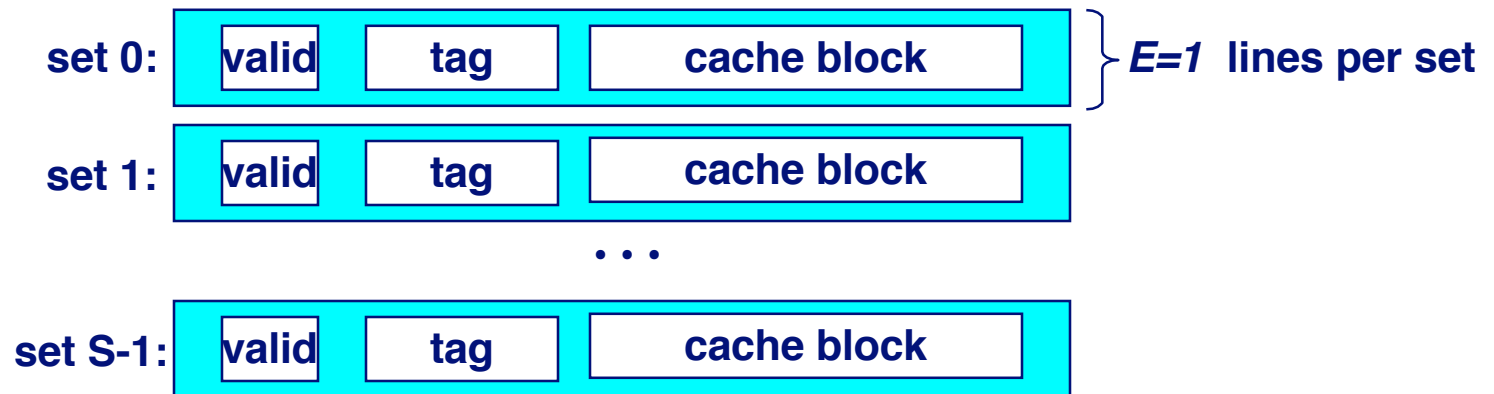 set 0: valid tag cache block E=1 lines per set
set 1: valid tag cache block
• • •
set S-1: valid tag cache block